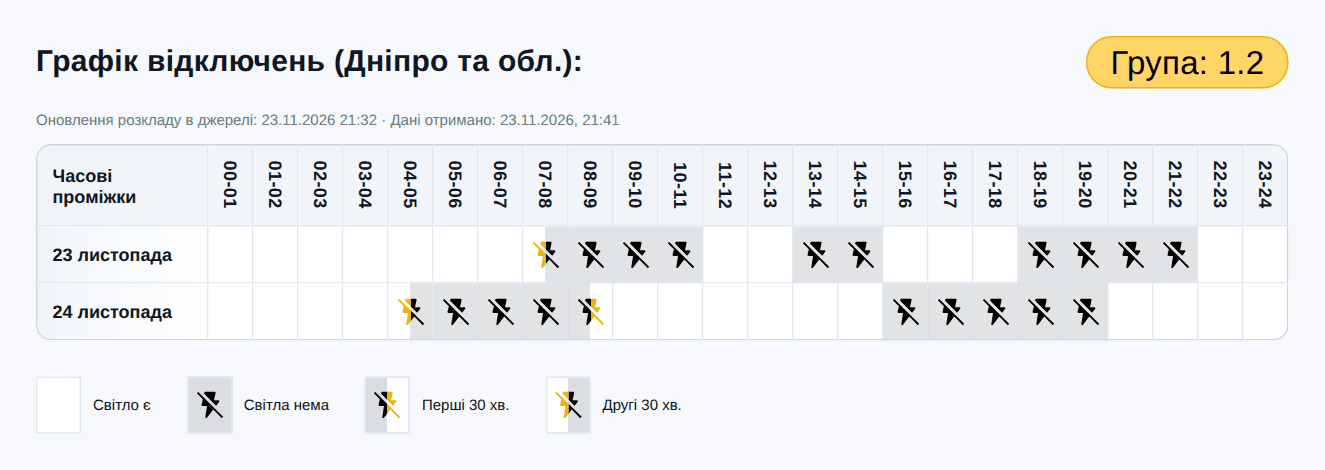 Графік відключень (Дніпро та обл.):
Група: 1.2
Оновлення розкладу в джерелі: 23.11.2026 21:32 · Дані отримано: 23.11.2026, 21:41
Часові
проміжки
00-01
01-02
02-03
03-04
04-05
05-06
06-07
07-08
08-09
09-10
10-11
11-12
12-13
13-14
14-15
15-16
16-17
17-18
18-19
19-20
20-21
21-22
22-23
23-24
23 листопада
24 листопада
Світло є
Світла нема
Перші 30 хв.
Другі 30 хв.